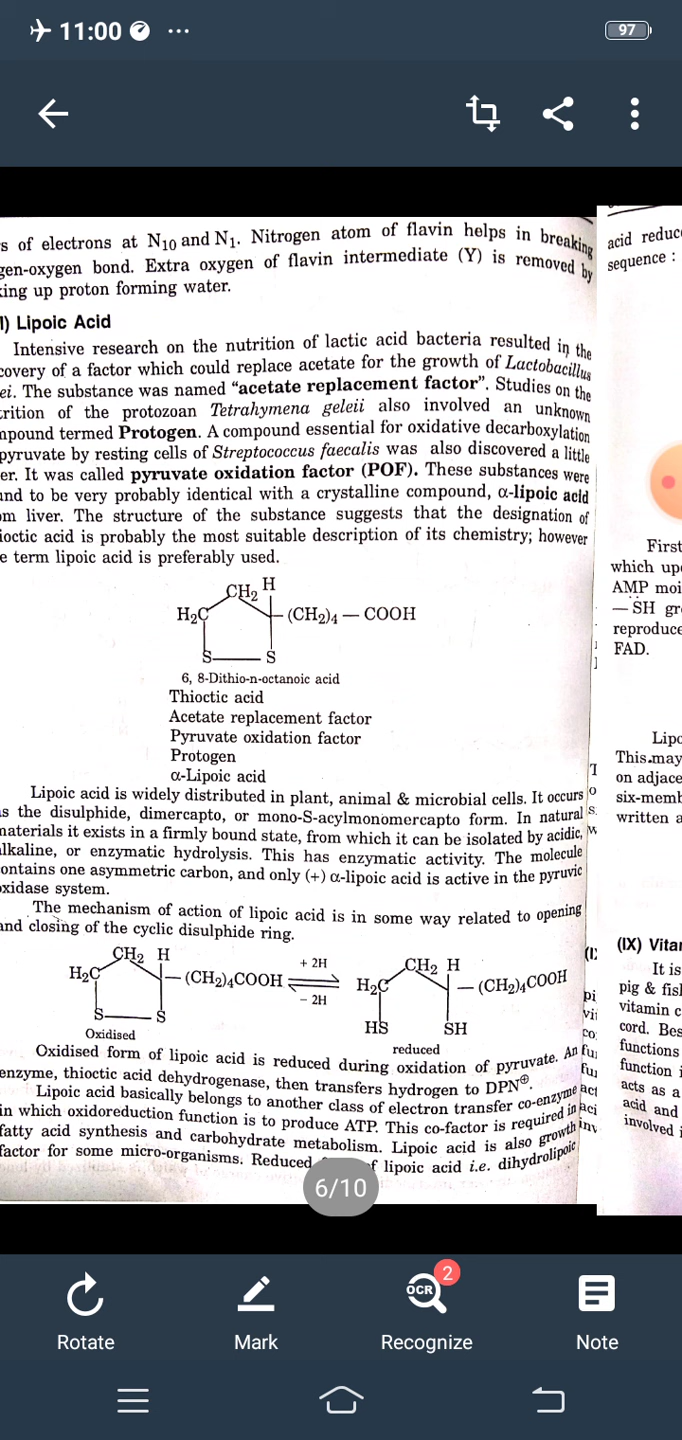 11:00
97
s of electrons at N10 and N1. Nitrogen atom of flavin helps in breaking
gen-oxygen bond. Extra oxygen of flavin intermediate (Y) is removed by
king up proton forming water.
I) Lipoic Acid
Intensive research on the nutrition of lactic acid bacteria resulted in the
covery of a factor which could replace acetate for the growth of Lactobacillus
ei. The substance was named “acetate replacement factor”. Studies on the
trition of the protozoan Tetrahymena geleii also involved an unknown
mpound termed Protogen. A compound essential for oxidative decarboxylation
pyruvate by resting cells of Streptococcus faecalis was also discovered a little
er. It was called pyruvate oxidation factor (POF). These substances were
und to be very probably identical with a crystalline compound, α-lipoic acid
om liver. The structure of the substance suggests that the designation of
ioctic acid is probably the most suitable description of its chemistry; however
e term lipoic acid is preferably used.
CH2 H
H2C (CH2)4 — COOH
S S
6, 8-Dithio-n-octanoic acid
Thioctic acid
Acetate replacement factor
Pyruvate oxidation factor
Protogen
α-Lipoic acid
Lipoic acid is widely distributed in plant, animal & microbial cells. It occurs
s the disulphide, dimercapto, or mono-S-acylmonomercapto form. In natural
naterials it exists in a firmly bound state, from which it can be isolated by acidic,
lkaline, or enzymatic hydrolysis. This has enzymatic activity. The molecule
ontains one asymmetric carbon, and only (+) α-lipoic acid is active in the pyruvic
oxidase system.
The mechanism of action of lipoic acid is in some way related to opening
and closing of the cyclic disulphide ring.
CH2 H + 2H CH2 H
H2C (CH2)4COOH − 2H H2C (CH2)4COOH
S S HS SH
Oxidised reduced
Oxidised form of lipoic acid is reduced during oxidation of pyruvate. An
enzyme, thioctic acid dehydrogenase, then transfers hydrogen to DPN⊕.
Lipoic acid basically belongs to another class of electron transfer co-enzyme
in which oxidoreduction function is to produce ATP. This co-factor is required in
fatty acid synthesis and carbohydrate metabolism. Lipoic acid is also growth
factor for some micro-organisms. Reduced f lipoic acid i.e. dihydrolipoic
acid reduc
sequence :
First
which up
AMP moi
— SH gr
reproduce
FAD.
Lipo
This may
on adjace
six-memb
written a
(IX) Vitar
It is
pig & fish
vitamin c
cord. Bes
functions
function i
acts as a
acid and
involved i
6/10
OCR
2
Rotate
Mark
Recognize
Note